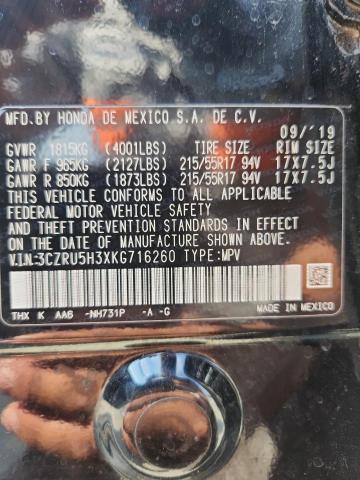 MFD.BY HONDA DE MEXICO S.A. DE C.V.
09/'19
GVWR 1815KG (4001LBS) TIRE SIZE RIM SIZE
GAWR F 965KG (2127LBS) 215/55R17 94V 17X7.5J
GAWR R 850KG (1873LBS) 215/55R17 94V 17X7.5J
THIS VEHICLE CONFORMS TO ALL APPLICABLE
FEDERAL MOTOR VEHICLE SAFETY
AND THEFT PREVENTION STANDARDS IN EFFECT
ON THE DATE OF MANUFACTURE SHOWN ABOVE.
V.I.N.:3CZRU5H3XKG716260 TYPE:MPV
THX K AA6 -NH731P -A -G MADE IN MEXICO